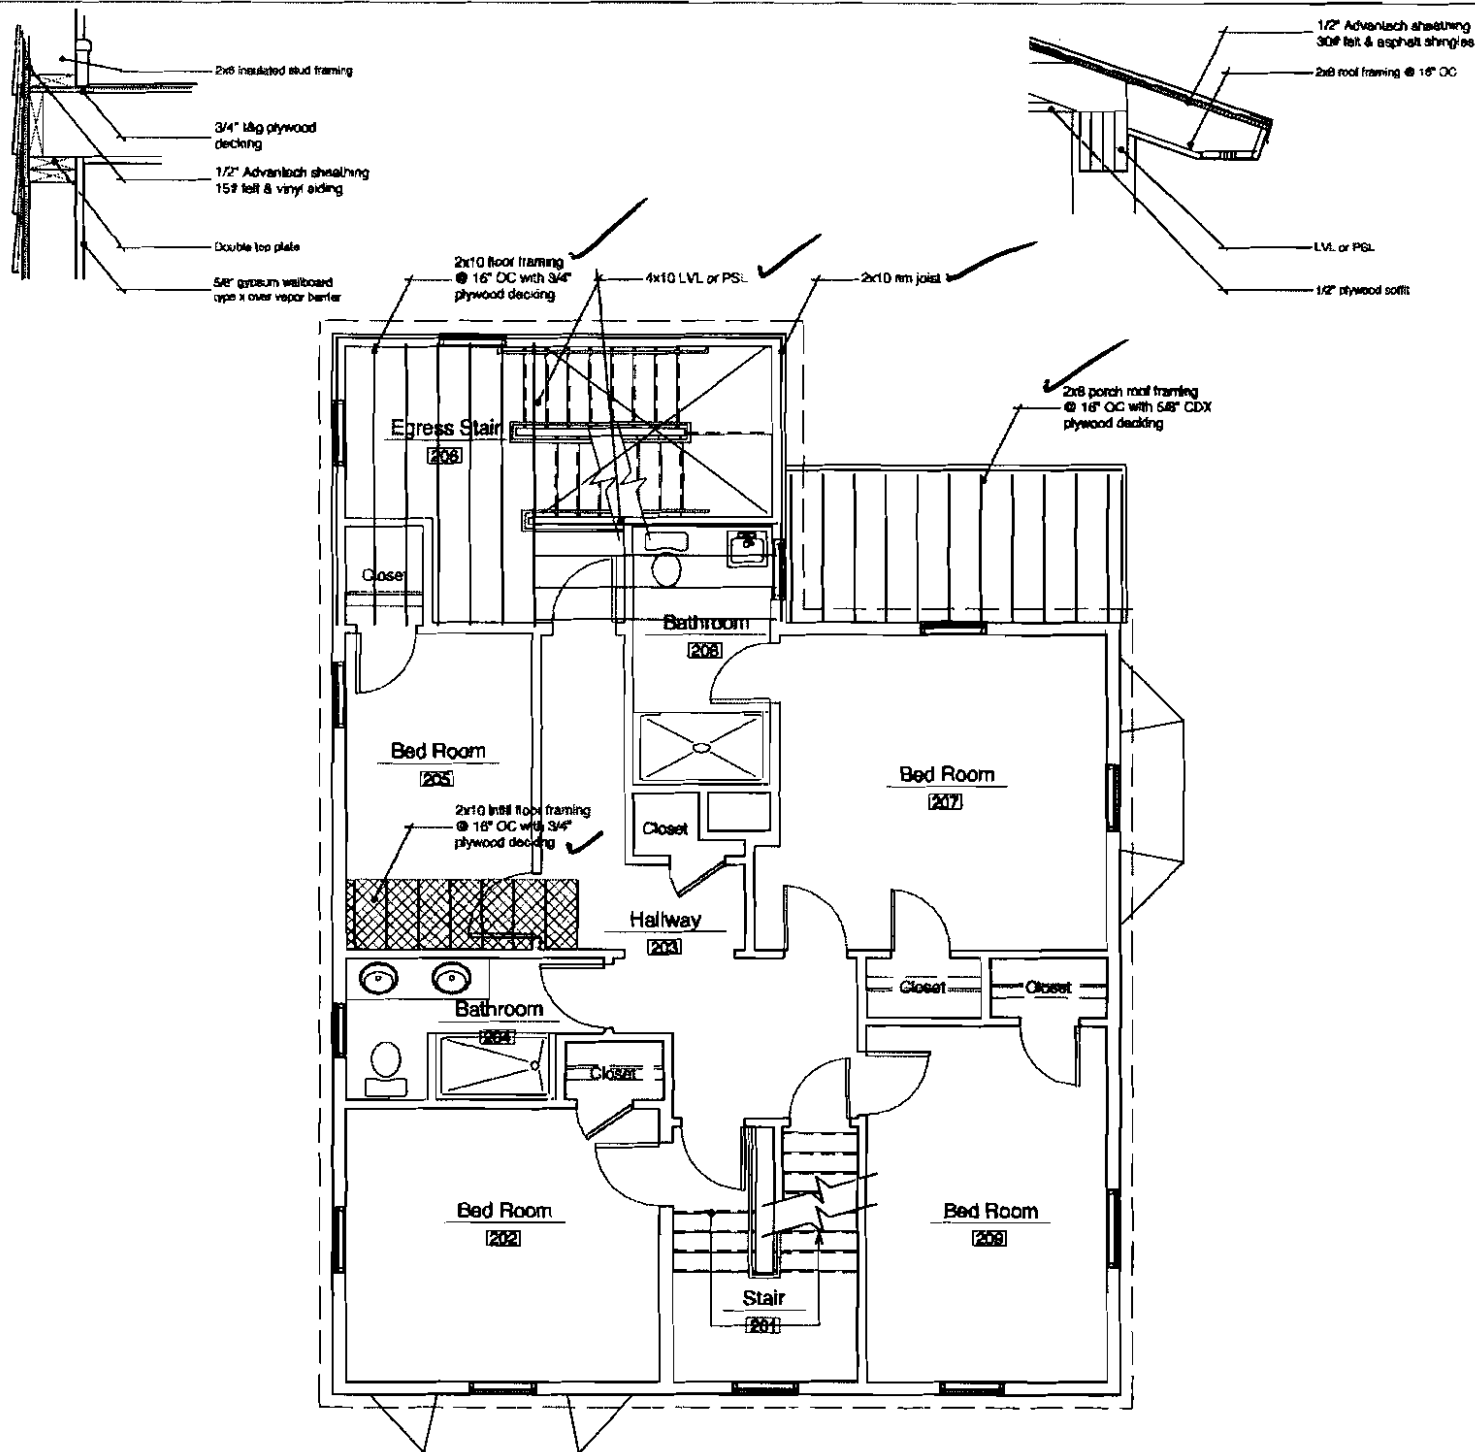 2x6 insulated stud framing
3/4" t&g plywood
decking
1/2" Advantech sheathing
15# felt & vinyl siding
Double top plate
5/8" gypsum wallboard
type x over vapor barrier
1/2" Advantech sheathing
30# felt & asphalt shingles
2x8 roof framing @ 16" OC
LVL or PSL
1/2" plywood soffit
2x10 floor framing
@ 16" OC with 3/4"
plywood decking
4x10 LVL or PSL
2x10 rim joist
2x8 porch roof framing
@ 16" OC with 5/8" CDX
plywood decking
Egress Stair
206
Closet
Bathroom
208
Bed Room
205
Bed Room
207
2x10 infill floor framing
@ 16" OC with 3/4"
plywood decking
Closet
Hallway
203
Closet
Closet
Bathroom
204
Closet
Bed Room
202
Bed Room
209
Stair
201